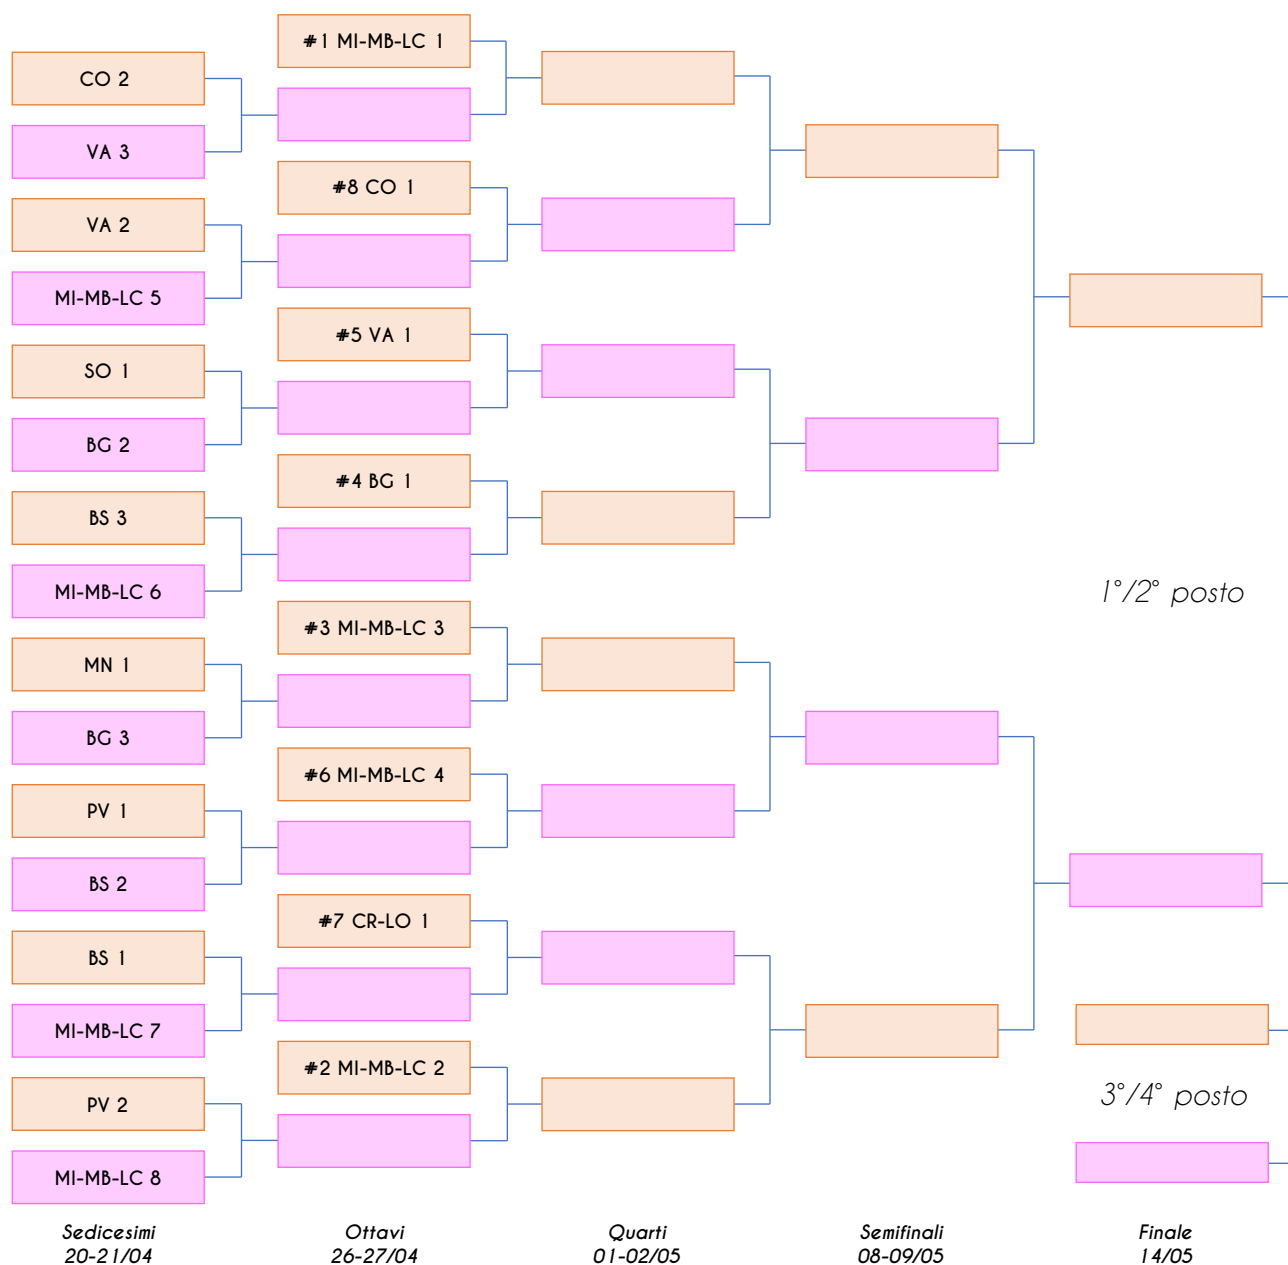 CO 2
VA 3
VA 2
MI-MB-LC 5
SO 1
BG 2
BS 3
MI-MB-LC 6
MN 1
BG 3
PV 1
BS 2
BS 1
MI-MB-LC 7
PV 2
MI-MB-LC 8
Sedicesimi
20-21/04
#1 MI-MB-LC 1
#8 CO 1
#5 VA 1
#4 BG 1
#3 MI-MB-LC 3
#6 MI-MB-LC 4
#7 CR-LO 1
#2 MI-MB-LC 2
Ottavi
26-27/04
Quarti
01-02/05
Semifinali
08-09/05
1°/2° posto
3°/4° posto
Finale
14/05